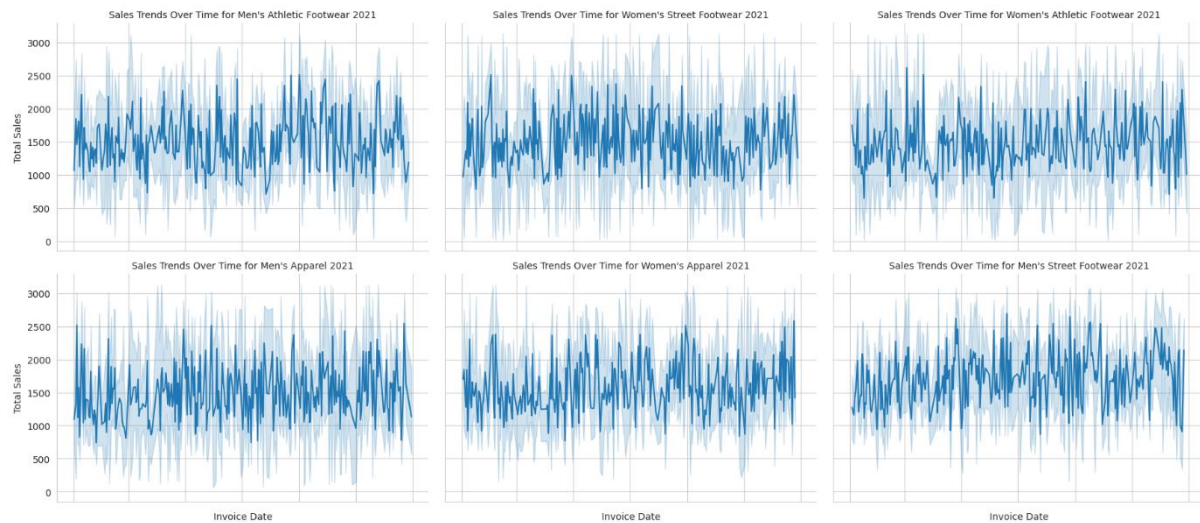 Sales Trends Over Time for Men's Athletic Footwear 2021
Sales Trends Over Time for Women's Street Footwear 2021
Sales Trends Over Time for Women's Athletic Footwear 2021
3000
2500
2000
1500
1000
500
0
Total Sales
Sales Trends Over Time for Men's Apparel 2021
Sales Trends Over Time for Women's Apparel 2021
Sales Trends Over Time for Men's Street Footwear 2021
3000
2500
2000
1500
1000
500
0
Total Sales
Invoice Date
Invoice Date
Invoice Date